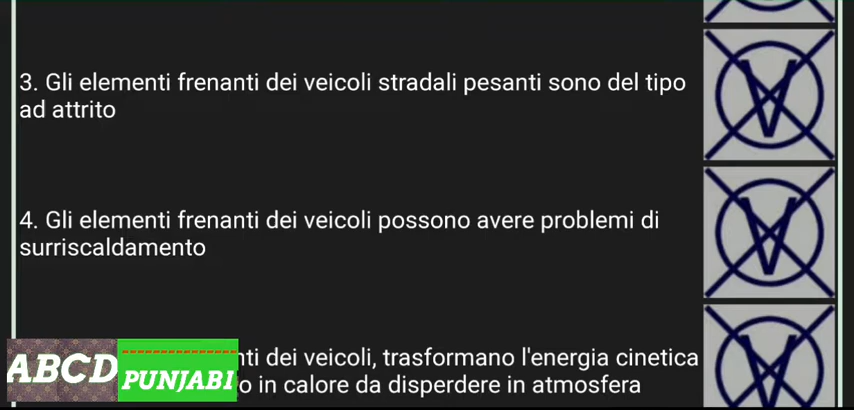 3. Gli elementi frenanti dei veicoli stradali pesanti sono del tipo
ad attrito
V
4. Gli elementi frenanti dei veicoli possono avere problemi di
surriscaldamento
V
nti dei veicoli, trasformano l'energia cinetica
o in calore da disperdere in atmosfera
V
ABCD
PUNJABI